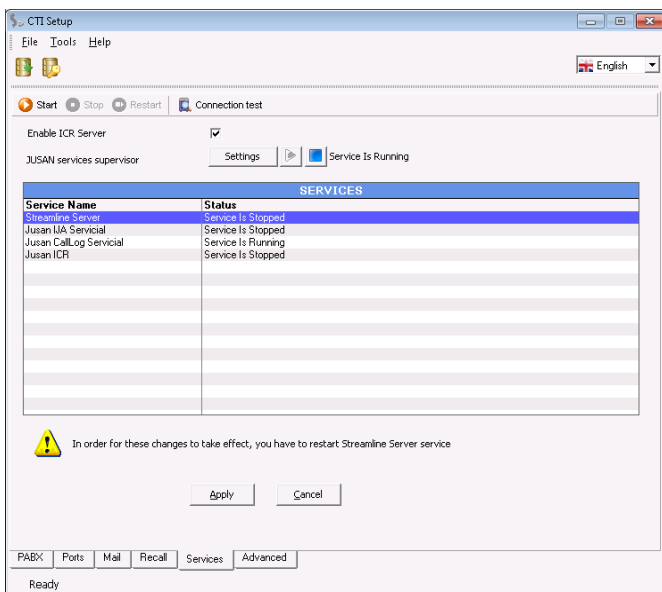 CTI Setup
File Tools Help
English
Start Stop Restart Connection test
Enable ICR Server
JUSAN services supervisor Settings Service Is Running
SERVICES
Service Name Status
Streamline Server Service Is Stopped
Jusan IJA Servicial Service Is Stopped
Jusan CallLog Servicial Service Is Running
Jusan ICR Service Is Stopped
In order for these changes to take effect, you have to restart Streamline Server service
Apply Cancel
PABX Ports Mail Recall Services Advanced
Ready